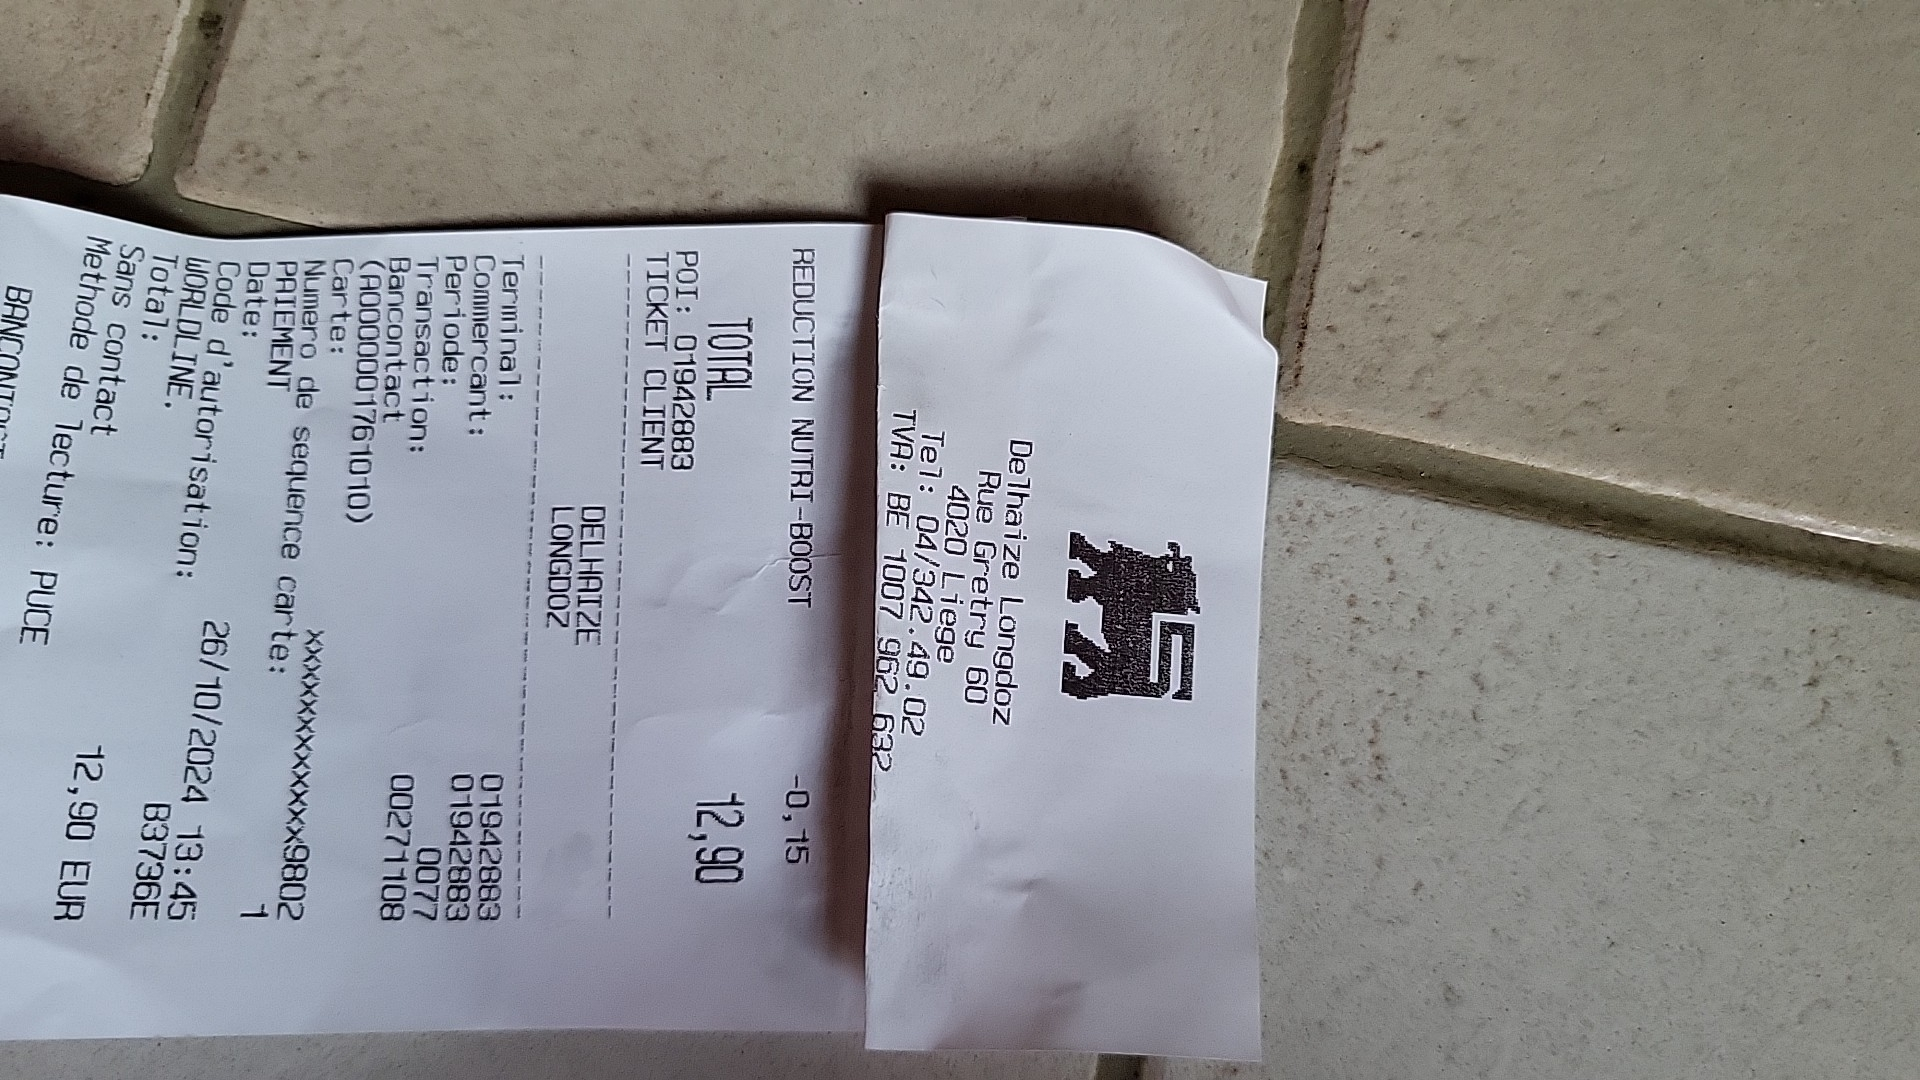 Delhaize Longdoz
Rue Gretry 60
4020 Liege
Tel: 04/342.49.02
TVA: BE 1007 962 632
REDUCTION NUTRI-BOOST -0,15
TOTAL 12,90
POI: 01942883
TICKET CLIENT
DELHAIZE
LONGDOZ
Terminal: 01942883
Commercant: 01942883
Periode: 0077
Transaction: 00271108
Bancontact
(A0000001761010)
Carte: xxxxxxxxxxxxx9802
Numero de sequence carte: 1
PAIEMENT
Date: 26/10/2024 13:45
Code d'autorisation: B3736E
WORLDLINE.
Total: 12,90 EUR
Sans contact
Methode de lecture: PUCE
BANCONTACT